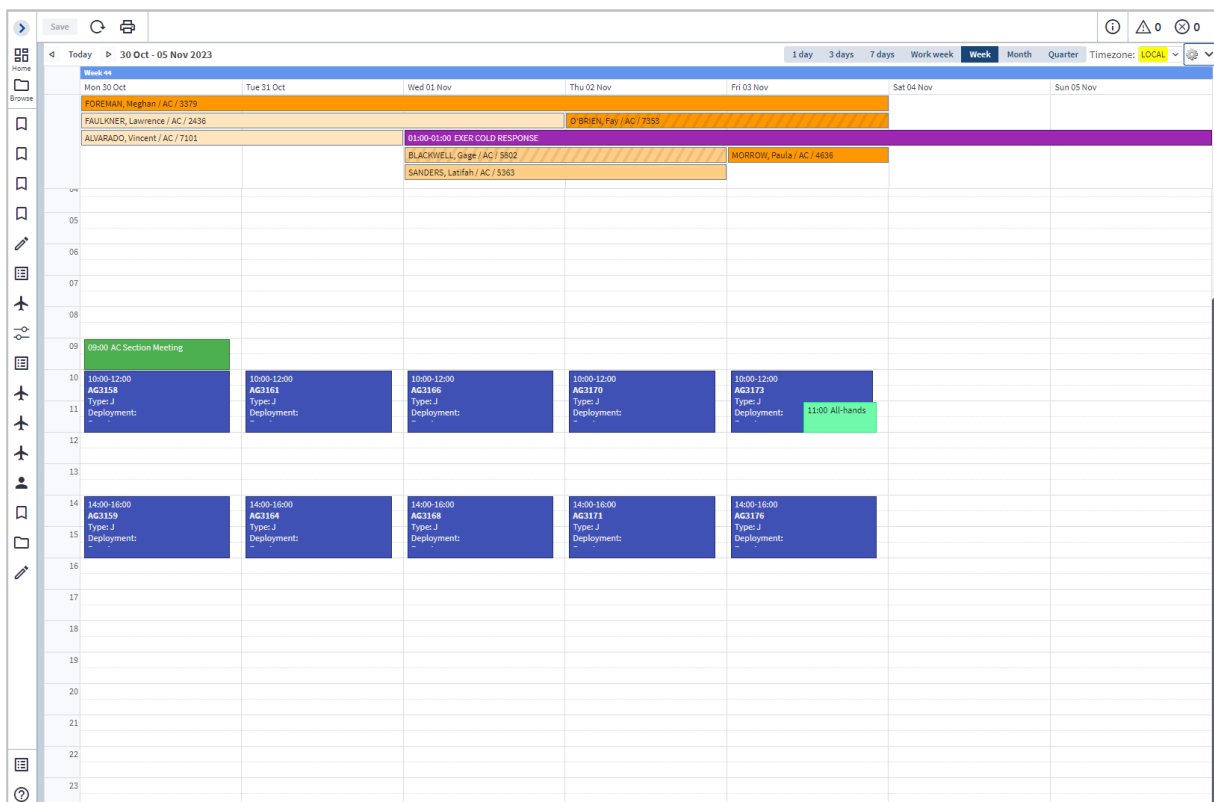 Save
0
0
Home
Browse
Today
30 Oct - 05 Nov 2023
1 day
3 days
7 days
Work week
Week
Month
Quarter
Timezone:
LOCAL
Week 44
Mon 30 Oct
Tue 31 Oct
Wed 01 Nov
Thu 02 Nov
Fri 03 Nov
Sat 04 Nov
Sun 05 Nov
FOREMAN, Meghan / AC / 3379
FAULKNER, Lawrence / AC / 2436
O'BRIEN, Fay / AC / 7353
ALVARADO, Vincent / AC / 7101
01:00-01:00 EXER COLD RESPONSE
BLACKWELL, Gage / AC / 5802
MORROW, Paula / AC / 4636
SANDERS, Latifah / AC / 5363
05
06
07
08
09
09:00 AC Section Meeting
10
10:00-12:00
AG3158
Type: J
Deployment:
10:00-12:00
AG3161
Type: J
Deployment:
10:00-12:00
AG3166
Type: J
Deployment:
10:00-12:00
AG3170
Type: J
Deployment:
10:00-12:00
AG3173
Type: J
Deployment:
11
11:00 All-hands
12
13
14
14:00-16:00
AG3159
Type: J
Deployment:
14:00-16:00
AG3164
Type: J
Deployment:
14:00-16:00
AG3168
Type: J
Deployment:
14:00-16:00
AG3171
Type: J
Deployment:
14:00-16:00
AG3176
Type: J
Deployment:
15
16
17
18
19
20
21
22
23